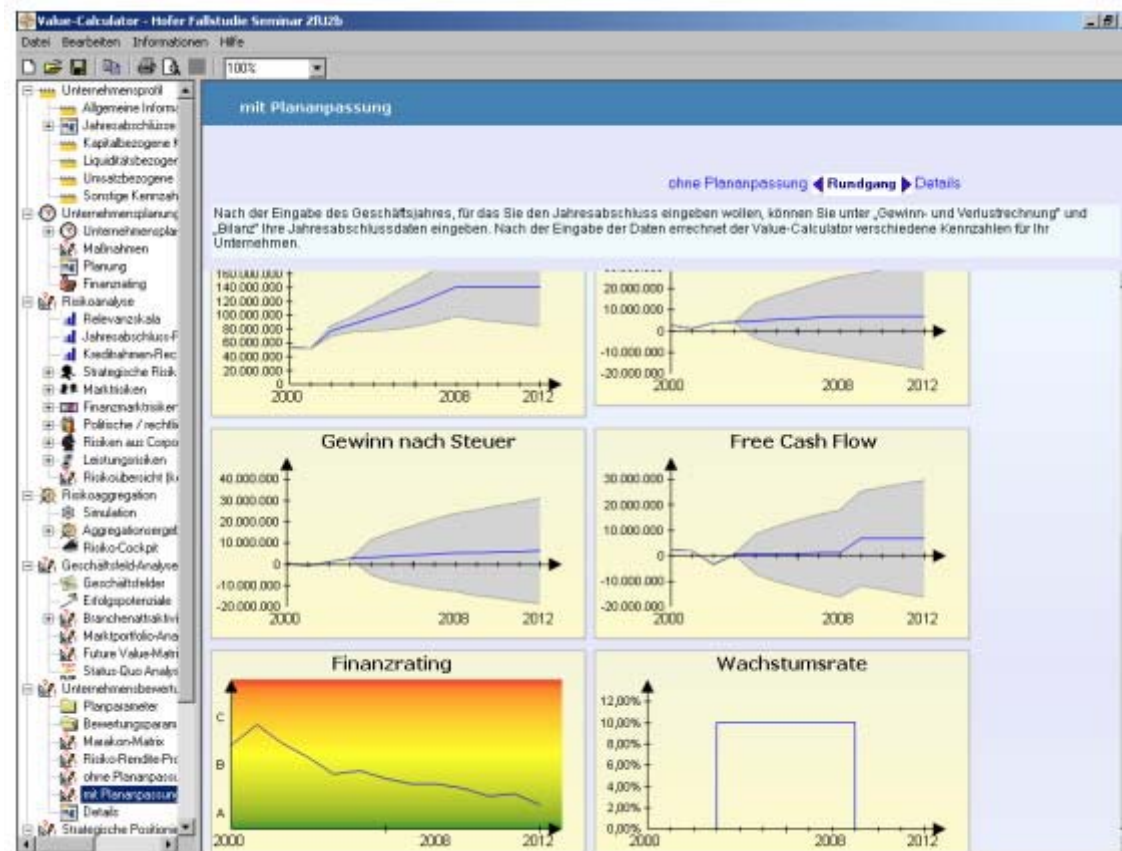 Value-Calculator - Hofer Fallstudie Seminar 2RJ2b
Datei Bearbeiten Informationen Hilfe
100%
Unternehmensprofil
Allgemeine Inform
Jahresabschlüsse
Kapitalbezogene K
Liquiditätsbezoger
Umsatzbezogene
Sonstige Kennzah
Unternehmensplanung
Unternehmensplar
Maßnahmen
Planung
Finanzrating
Risikoanalyse
Relevanzskala
Jahresabschluss-F
Kreditrahmen-Rec
Strategische Risik
Marktrisiken
Finanzmarktrisiker
Politische / rechtli
Risiken aus Corpo
Leistungsrisiken
Risikoübersicht (k
Risikoaggregation
Simulation
Aggregationsergel
Risiko-Cockpit
Geschäftsfeld-Analyse
Geschäftsfelder
Erfolgspotenziale
Branchenattraktivi
Marktportfolio-Ana
Future Value-Matri
Status-Quo Analys
Unternehmensbewertu
Planparameter
Bewertungsparam
Marakon-Matrix
Risiko-Rendite-Pro
ohne Plananpassu
mit Plananpassung
Details
Strategische Positione
mit Plananpassung
ohne Plananpassung Rundgang Details
Nach der Eingabe des Geschäftsjahres, für das Sie den Jahresabschluss eingeben wollen, können Sie unter „Gewinn- und Verlustrechnung" und
„Bilanz" Ihre Jahresabschlussdaten eingeben. Nach der Eingabe der Daten errechnet der Value-Calculator verschiedene Kennzahlen für Ihr
Unternehmen.
160.000.000
140.000.000
120.000.000
100.000.000
80.000.000
60.000.000
40.000.000
20.000.000
0
2000 2008 2012
20.000.000
10.000.000
0
-10.000.000
-20.000.000
2000 2008 2012
Gewinn nach Steuer
40.000.000
30.000.000
20.000.000
10.000.000
0
-10.000.000
-20.000.000
2000 2008 2012
Free Cash Flow
30.000.000
20.000.000
10.000.000
0
-10.000.000
-20.000.000
2000 2008 2012
Finanzrating
C
B
A
2000 2008 2012
Wachstumsrate
12,00%
10,00%
8,00%
6,00%
4,00%
2,00%
0,00%
2000 2008 2012